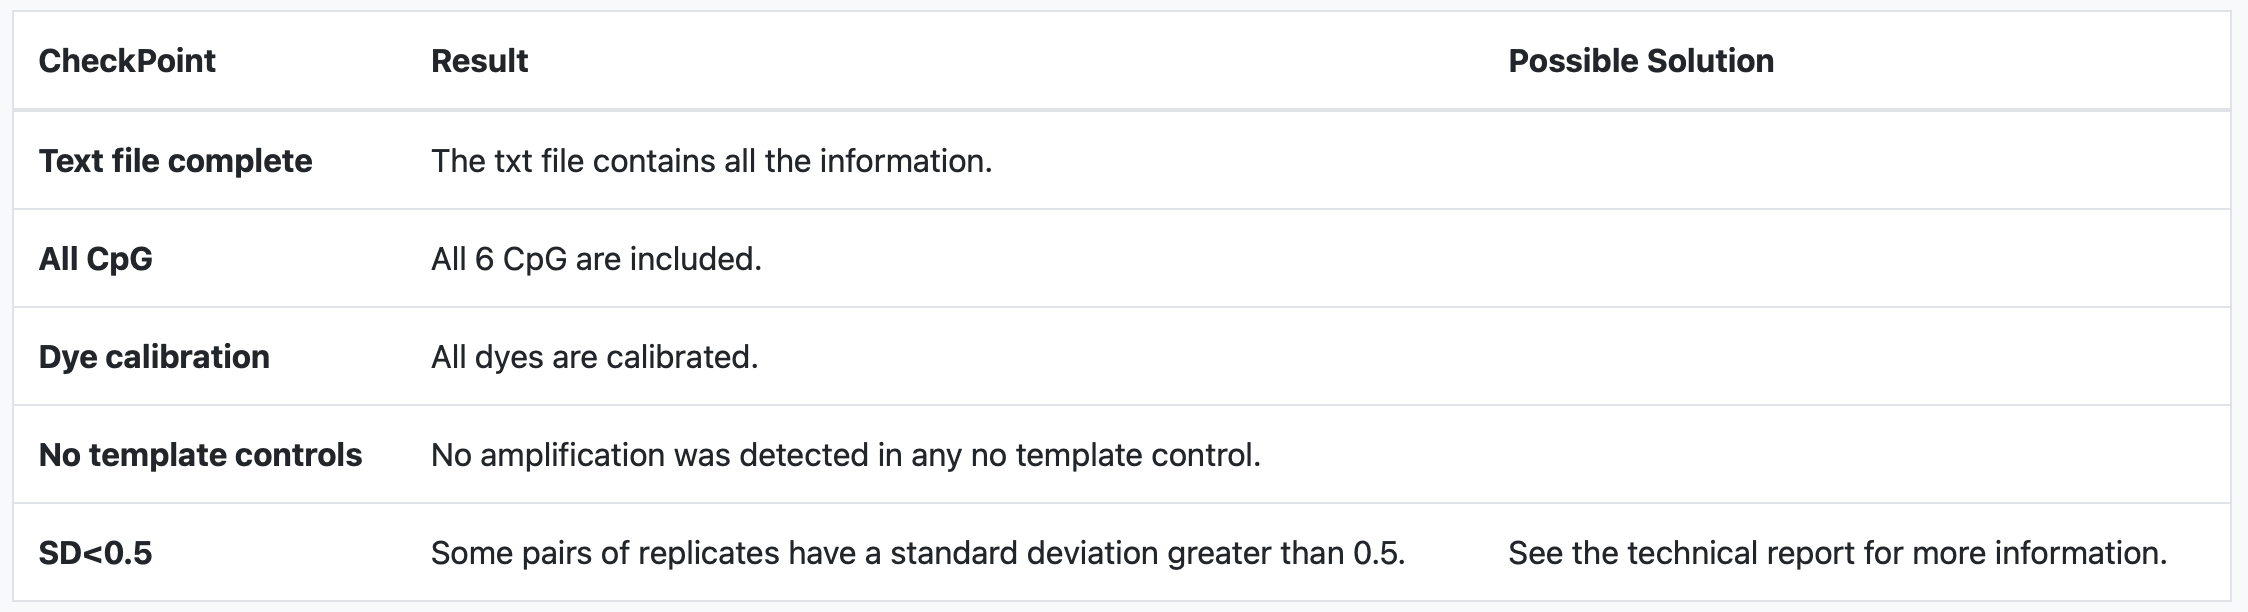 CheckPoint Result Possible Solution
Text file complete The txt file contains all the information.
All CpG All 6 CpG are included.
Dye calibration All dyes are calibrated.
No template controls No amplification was detected in any no template control.
SD<0.5 Some pairs of replicates have a standard deviation greater than 0.5. See the technical report for more information.